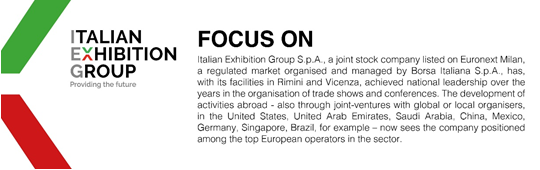 ITALIAN
EXHIBITION
GROUP
Providing the future
FOCUS ON
Italian Exhibition Group S.p.A., a joint stock company listed on Euronext Milan,
a regulated market organised and managed by Borsa Italiana S.p.A., has,
with its facilities in Rimini and Vicenza, achieved national leadership over the
years in the organisation of trade shows and conferences. The development of
activities abroad - also through joint-ventures with global or local organisers,
in the United States, United Arab Emirates, Saudi Arabia, China, Mexico,
Germany, Singapore, Brazil, for example – now sees the company positioned
among the top European operators in the sector.